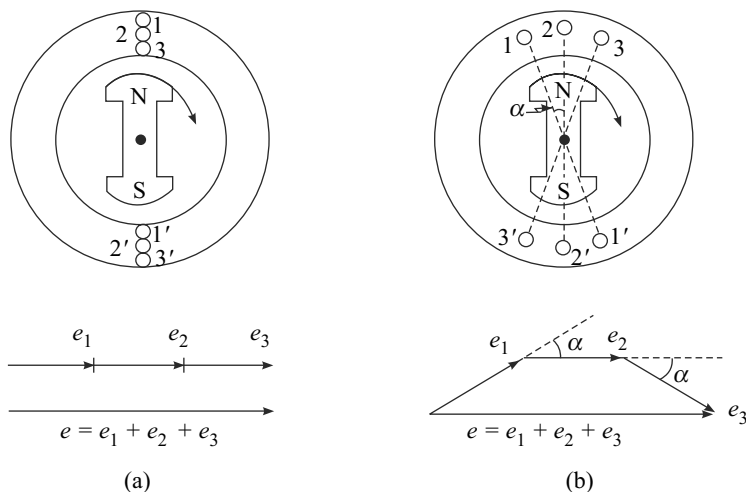 1
2
3
N
S
1′
2′
3′
e1 e2 e3
e = e1 + e2 + e3
(a)
2
1
3
N
α
S
3′
2′
1′
e1 α e2
α
e3
e = e1 + e2 + e3
(b)